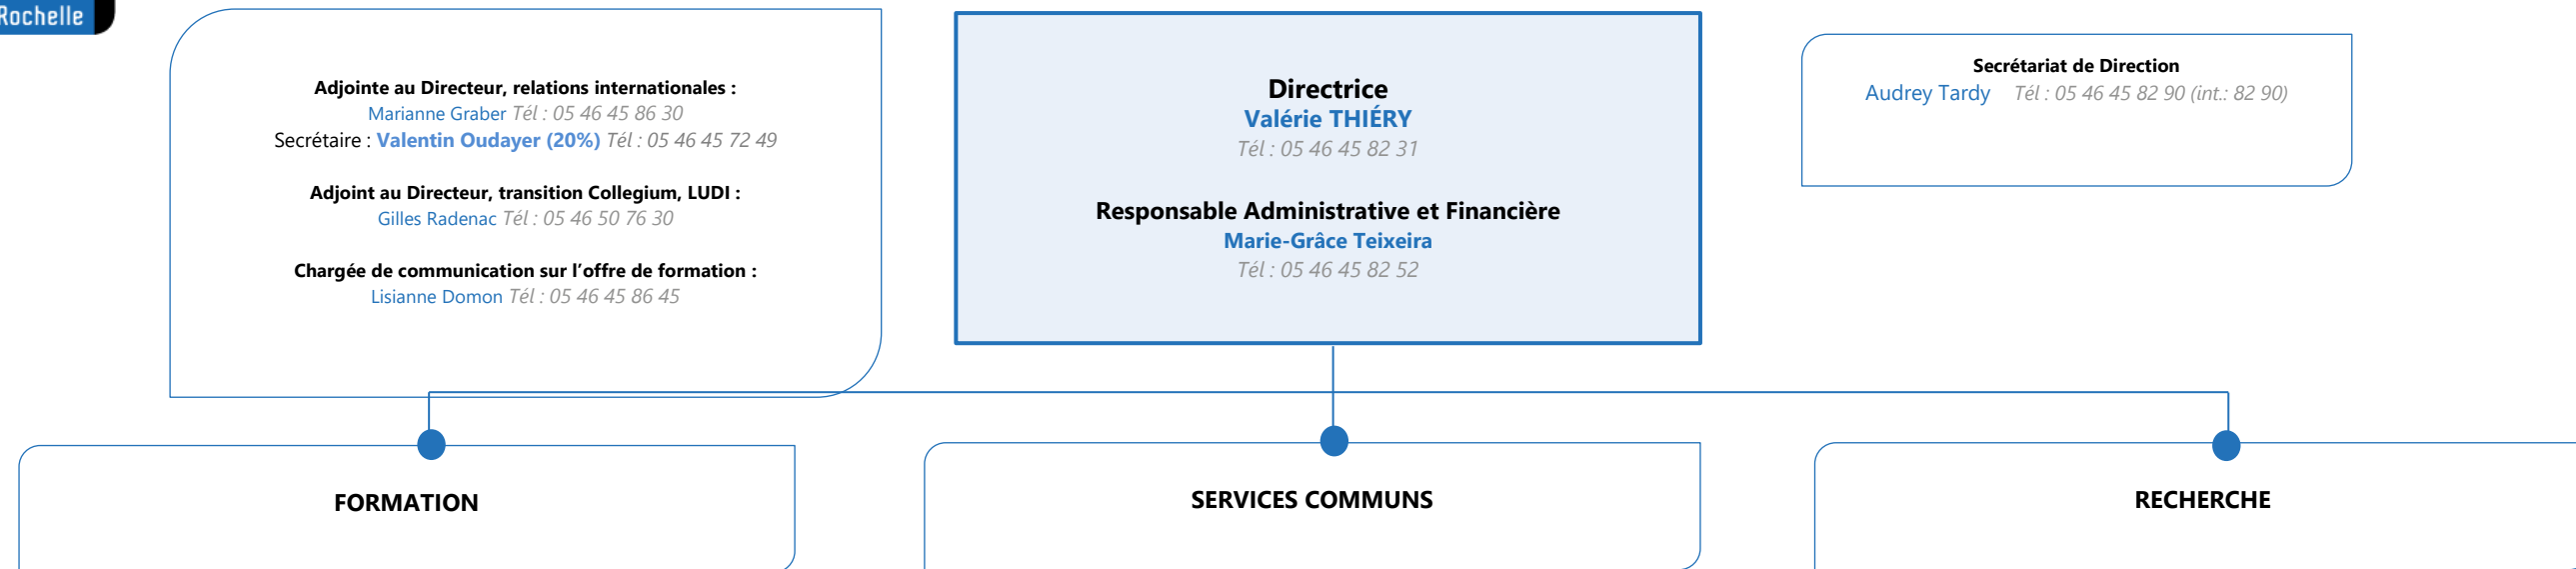 Rochelle
Adjointe au Directeur, relations internationales :
Marianne Graber Tél : 05 46 45 86 30
Secrétaire : Valentin Oudayer (20%) Tél : 05 46 45 72 49
Adjoint au Directeur, transition Collegium, LUDI :
Gilles Radenac Tél : 05 46 50 76 30
Chargée de communication sur l’offre de formation :
Lisianne Domon Tél : 05 46 45 86 45
Directrice
Valérie THIÉRY
Tél : 05 46 45 82 31
Responsable Administrative et Financière
Marie-Grâce Teixeira
Tél : 05 46 45 82 52
Secrétariat de Direction
Audrey Tardy Tél : 05 46 45 82 90 (int.: 82 90)
FORMATION
SERVICES COMMUNS
RECHERCHE